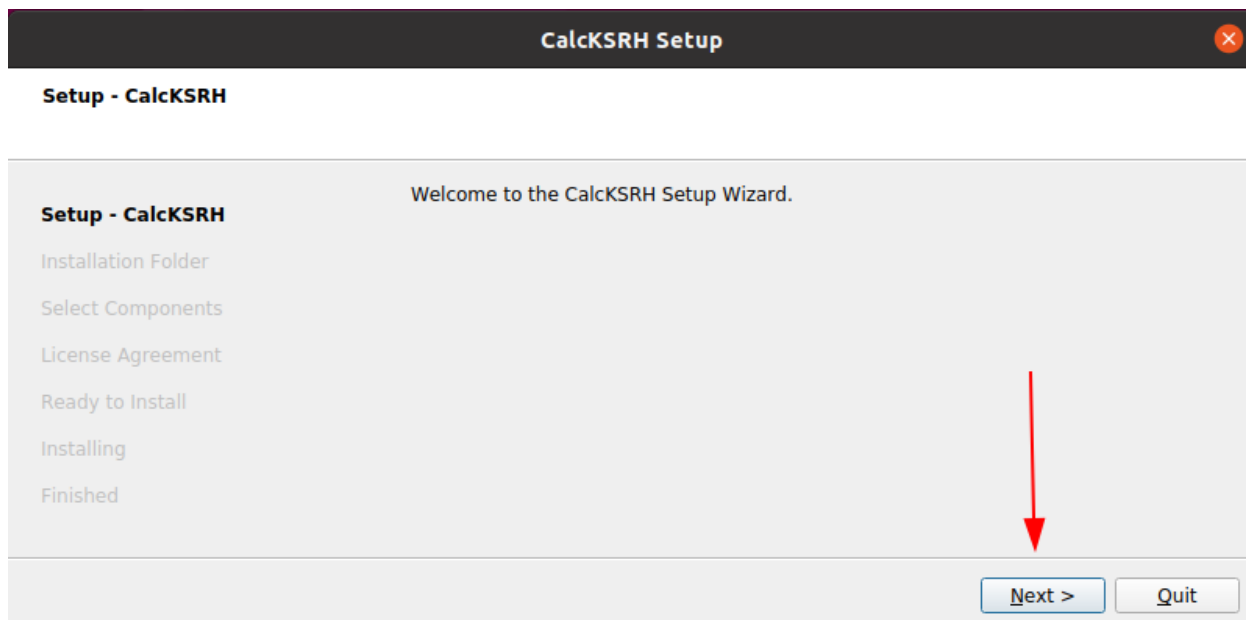 CalcKSRH Setup
Setup - CalcKSRH
Setup - CalcKSRH
Welcome to the CalcKSRH Setup Wizard.
Installation Folder
Select Components
License Agreement
Ready to Install
Installing
Finished
Next >
Quit